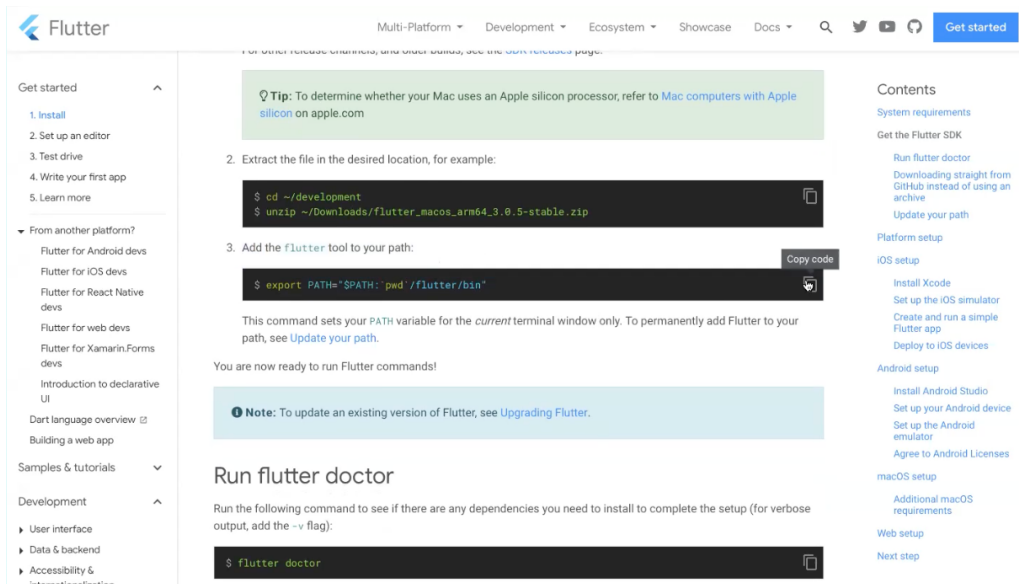 Flutter
Multi-Platform
Development
Ecosystem
Showcase
Docs
Get started
For other release channels, and older builds, see the SDK releases page.
Get started
1. Install
2. Set up an editor
3. Test drive
4. Write your first app
5. Learn more
From another platform?
Flutter for Android devs
Flutter for iOS devs
Flutter for React Native
devs
Flutter for web devs
Flutter for Xamarin.Forms
devs
Introduction to declarative
UI
Dart language overview
Building a web app
Samples & tutorials
Development
User interface
Data & backend
Accessibility &
internationalization
Tip: To determine whether your Mac uses an Apple silicon processor, refer to Mac computers with Apple
silicon on apple.com
2. Extract the file in the desired location, for example:
$ cd ~/development
$ unzip ~/Downloads/flutter_macos_arm64_3.0.5-stable.zip
3. Add the flutter tool to your path:
Copy code
$ export PATH="$PATH:`pwd`/flutter/bin"
This command sets your PATH variable for the current terminal window only. To permanently add Flutter to your
path, see Update your path.
You are now ready to run Flutter commands!
Note: To update an existing version of Flutter, see Upgrading Flutter.
Run flutter doctor
Run the following command to see if there are any dependencies you need to install to complete the setup (for verbose
output, add the -v flag):
$ flutter doctor
Contents
System requirements
Get the Flutter SDK
Run flutter doctor
Downloading straight from
GitHub instead of using an
archive
Update your path
Platform setup
iOS setup
Install Xcode
Set up the iOS simulator
Create and run a simple
Flutter app
Deploy to iOS devices
Android setup
Install Android Studio
Set up your Android device
Set up the Android
emulator
Agree to Android Licenses
macOS setup
Additional macOS
requirements
Web setup
Next step